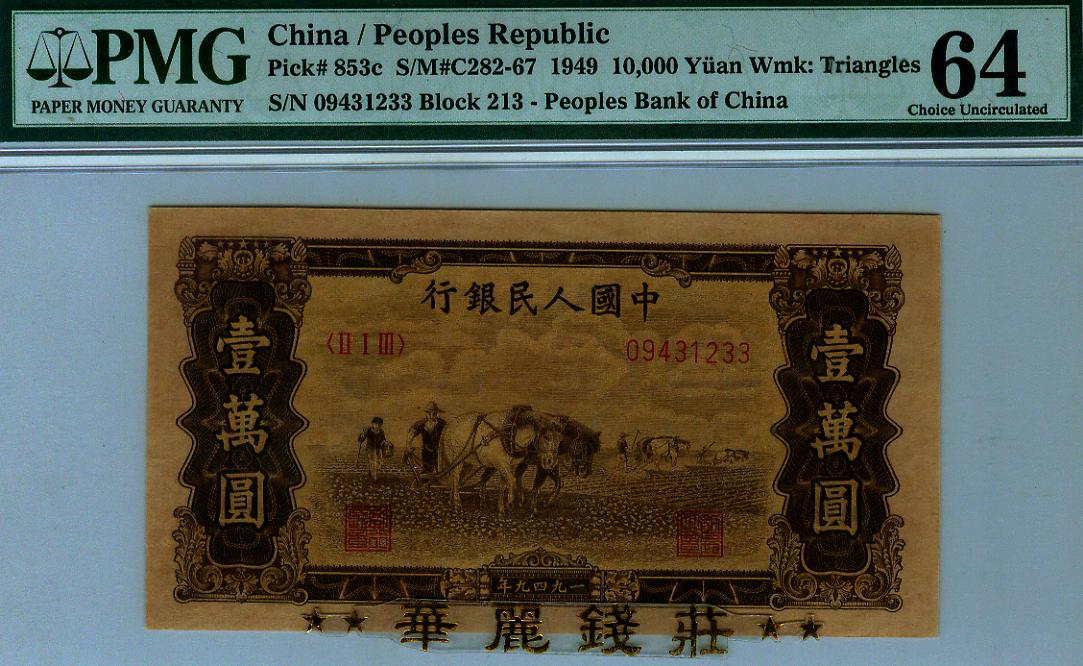 PMG
PAPER MONEY GUARANTY
China / Peoples Republic
Pick# 853c S/M#C282-67 1949 10,000 Yüan Wmk: Triangles
S/N 09431233 Block 213 - Peoples Bank of China
64
Choice Uncirculated
行銀民人國中
〈II I III〉
09431233
壹萬圓
壹萬圓
年九四九一
★★華麗錢莊★★